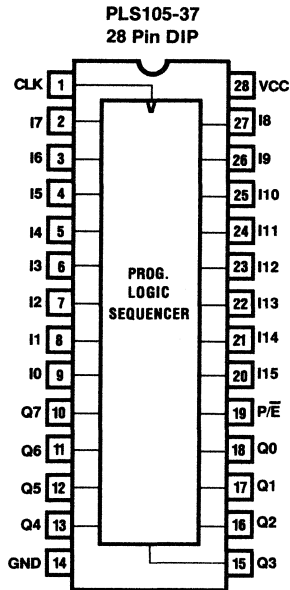 PLS105-37
28 Pin DIP
CLK 1 28 VCC
I7 2 27 I8
I6 3 26 I9
I5 4 25 I10
I4 5 24 I11
I3 6 23 I12
PROG.
LOGIC
SEQUENCER
I2 7 22 I13
I1 8 21 I14
I0 9 20 I15
Q7 10 19 P/E̅
Q6 11 18 Q0
Q5 12 17 Q1
Q4 13 16 Q2
GND 14 15 Q3